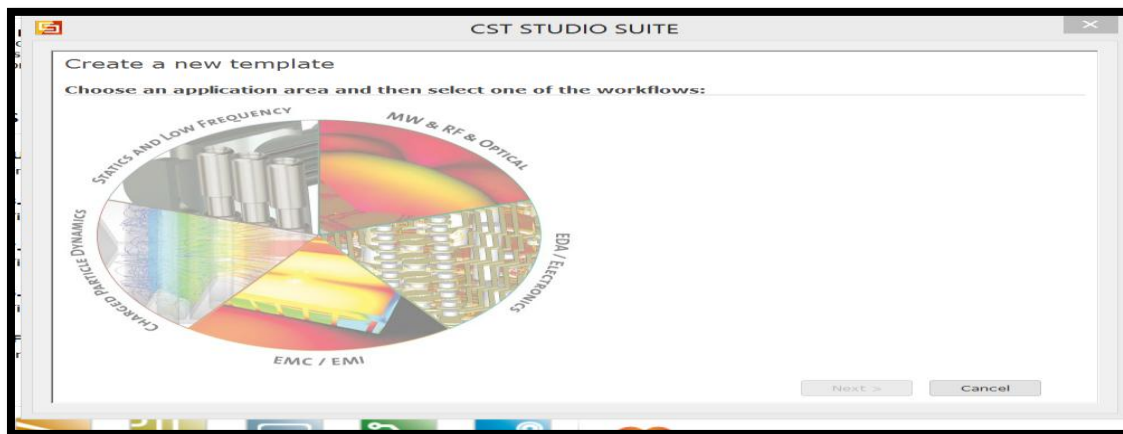 CST STUDIO SUITE
Create a new template
Choose an application area and then select one of the workflows:
STATICS AND LOW FREQUENCY
MW & RF & OPTICAL
CHARGED PARTICLE DYNAMICS
EDA / ELECTRONICS
EMC / EMI
Next >
Cancel